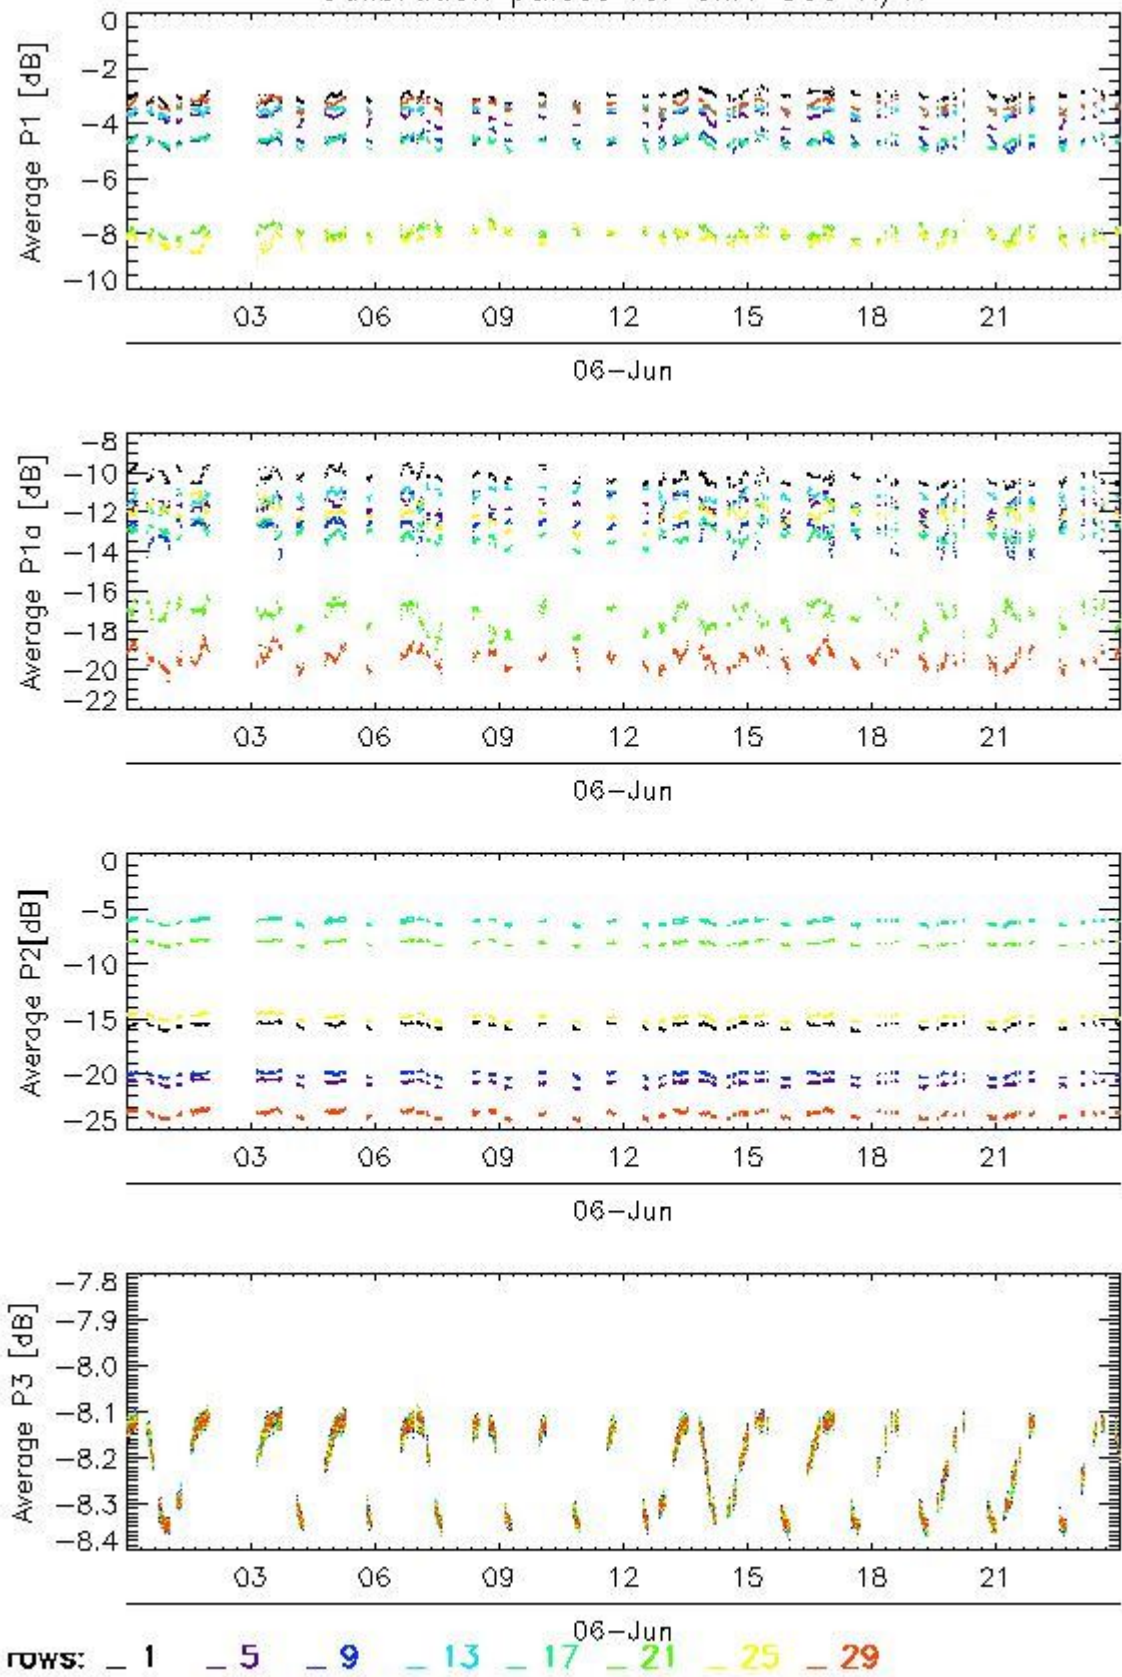 0
-2
-4
-6
-8
-10
Average P1 [dB]
03 06 09 12 15 18 21
06-Jun
-8
-10
-12
-14
-16
-18
-20
-22
Average P1a [dB]
03 06 09 12 15 18 21
06-Jun
0
-5
-10
-15
-20
-25
Average P2[dB]
03 06 09 12 15 18 21
06-Jun
-7.8
-7.9
-8.0
-8.1
-8.2
-8.3
-8.4
Average P3 [dB]
03 06 09 12 15 18 21
06-Jun
rows: _ 1 _ 5 _ 9 _ 13 _ 17 _ 21 _ 25 _ 29